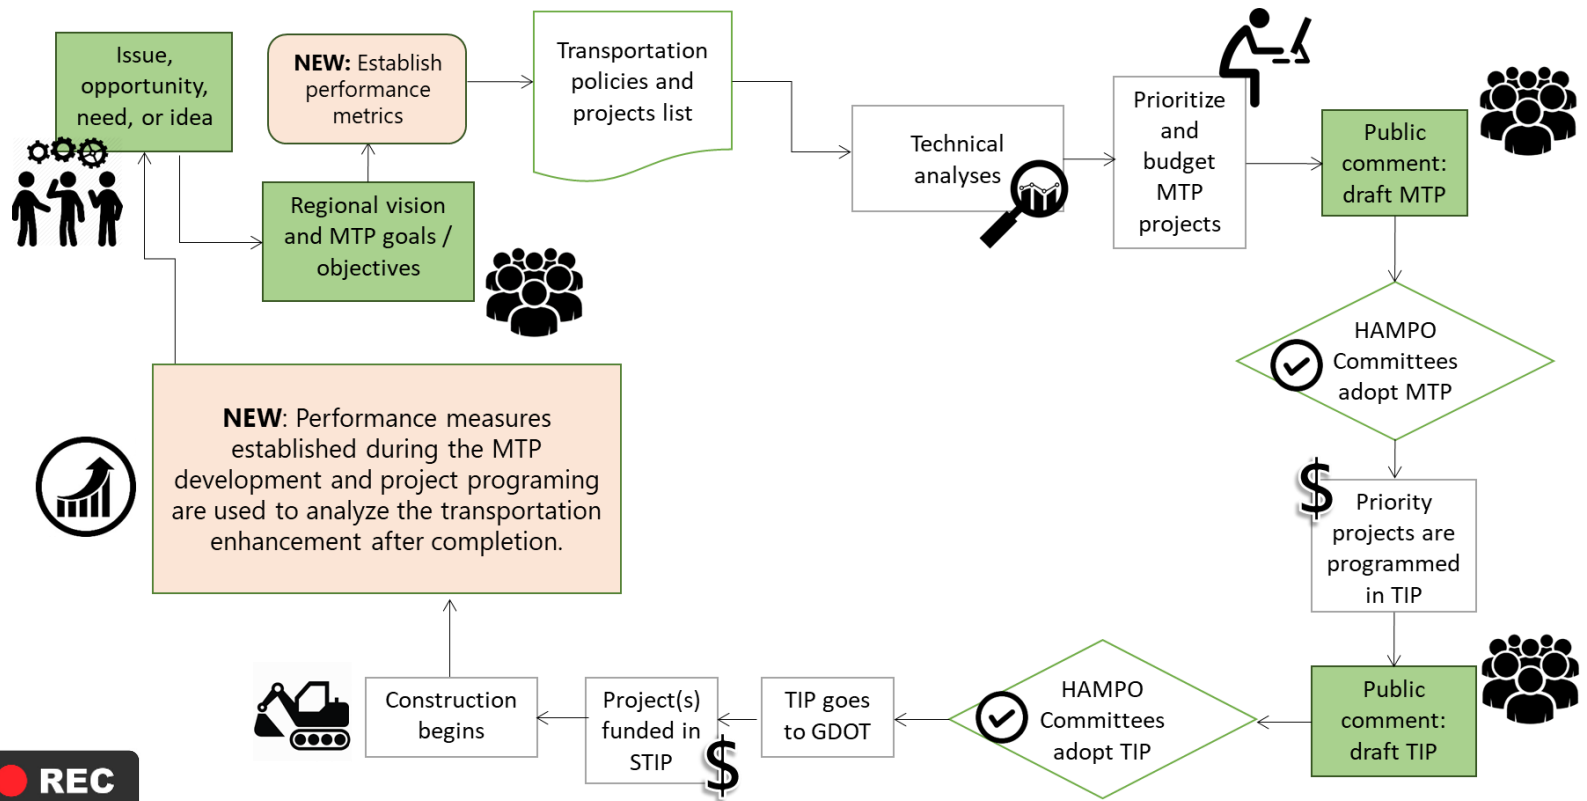 Issue,
opportunity,
need, or idea
NEW: Establish
performance
metrics
Regional vision
and MTP goals /
objectives
Transportation
policies and
projects list
Technical
analyses
Prioritize
and
budget
MTP
projects
Public
comment:
draft MTP
HAMPO
Committees
adopt MTP
$
Priority
projects are
programmed
in TIP
Public
comment:
draft TIP
HAMPO
Committees
adopt TIP
TIP goes
to GDOT
Project(s)
funded in
STIP
$
Construction
begins
NEW: Performance measures
established during the MTP
development and project programing
are used to analyze the transportation
enhancement after completion.
REC